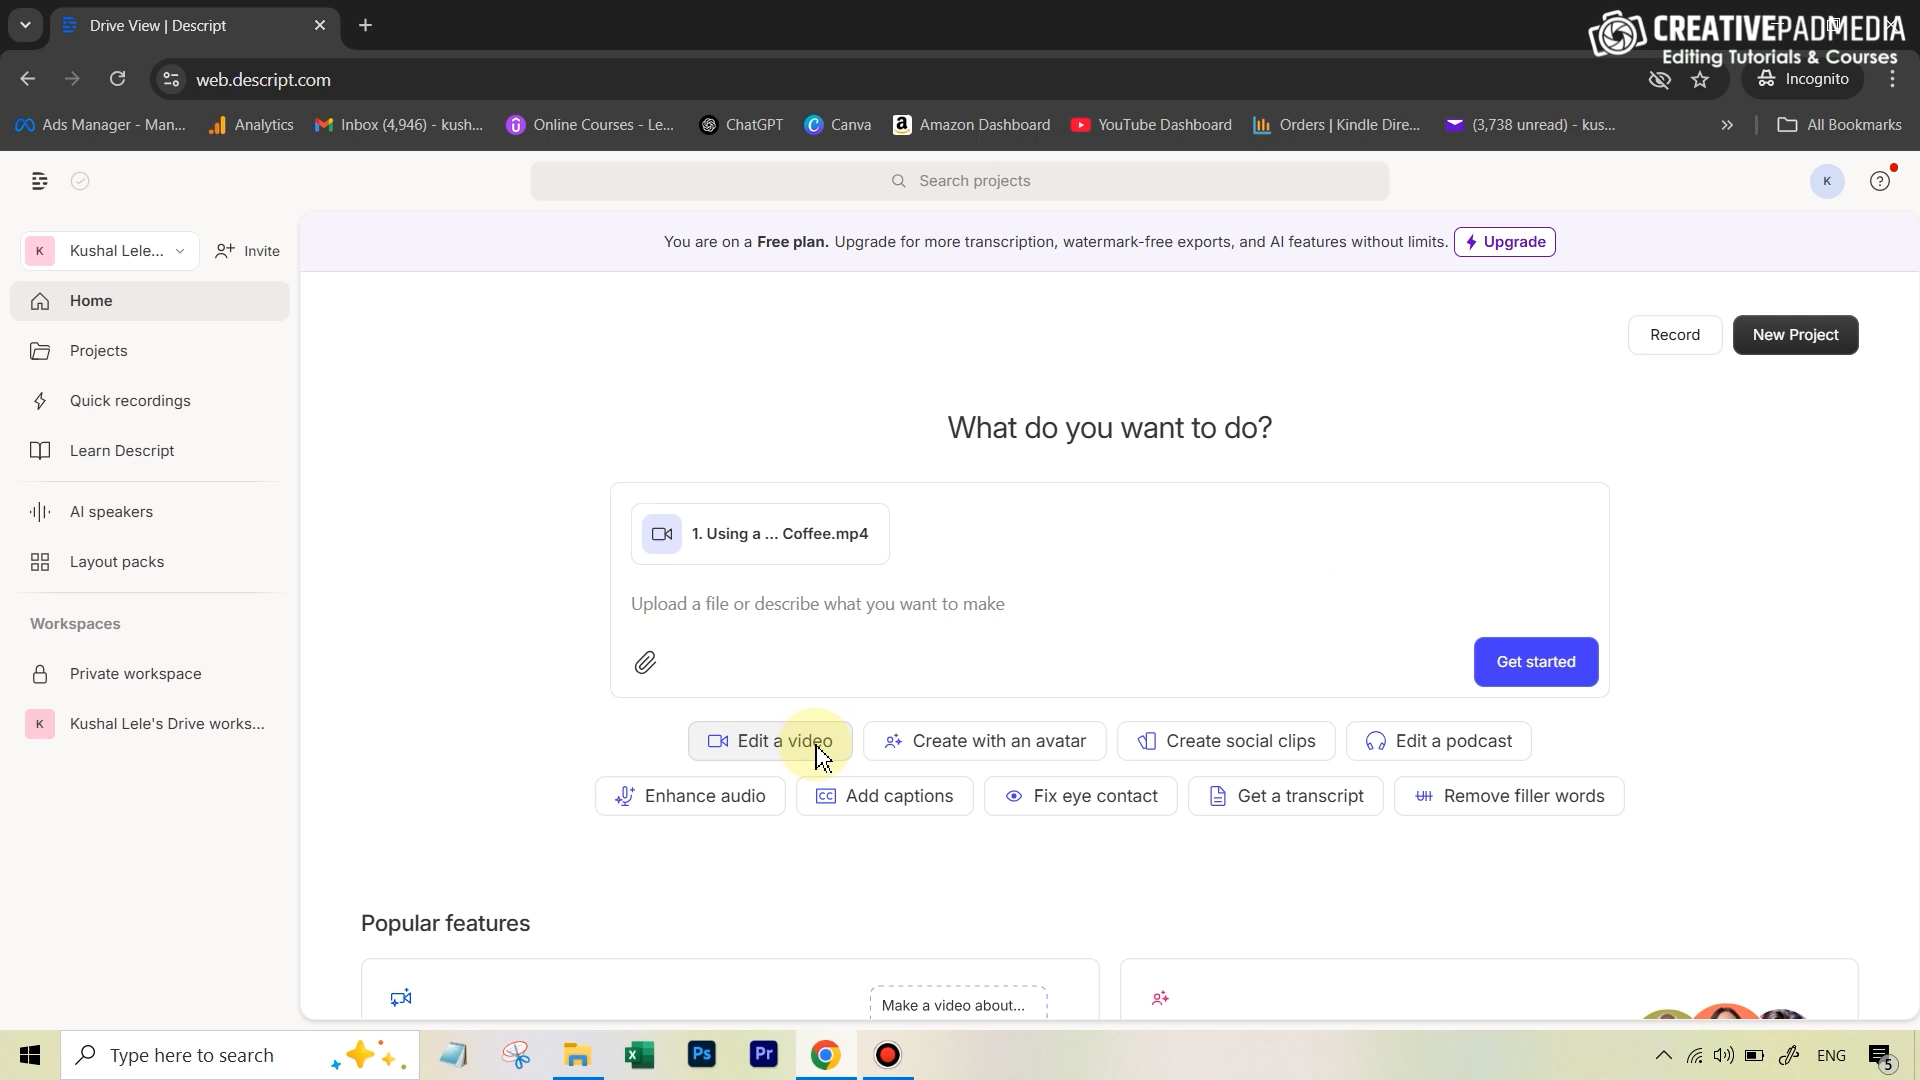 Drive View | Descript
CREATIVEPADMEDIA
Editing Tutorials & Courses
web.descript.com
Incognito
Ads Manager - Man...
Analytics
Inbox (4,946) - kush...
Online Courses - Le...
ChatGPT
Canva
Amazon Dashboard
YouTube Dashboard
Orders | Kindle Dire...
(3,738 unread) - kus...
All Bookmarks
Search projects
K
K
Kushal Lele...
Invite
You are on a Free plan. Upgrade for more transcription, watermark-free exports, and AI features without limits.
Upgrade
Home
Projects
Quick recordings
Learn Descript
AI speakers
Layout packs
Workspaces
Private workspace
K
Kushal Lele's Drive works...
Record
New Project
What do you want to do?
1. Using a ... Coffee.mp4
Upload a file or describe what you want to make
Get started
Edit a video
Create with an avatar
Create social clips
Edit a podcast
Enhance audio
CC
Add captions
Fix eye contact
Get a transcript
Remove filler words
Popular features
Make a video about...
Type here to search
Ps
Pr
ENG
5